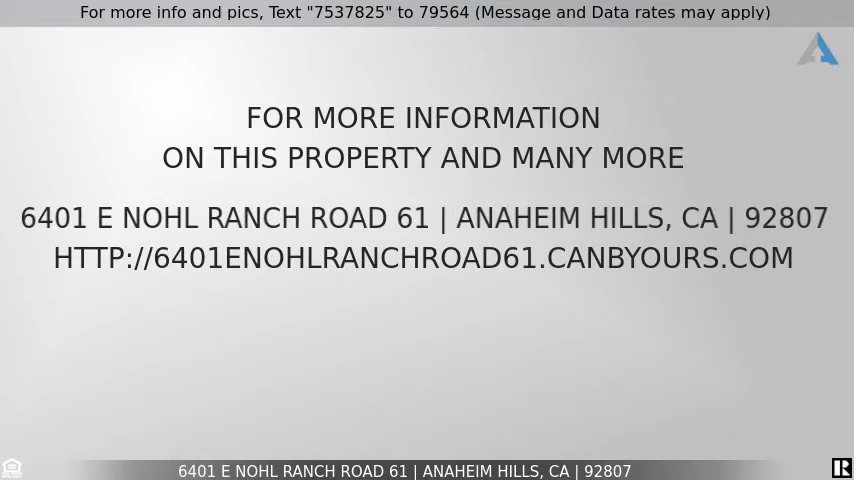 For more info and pics, Text "7537825" to 79564 (Message and Data rates may apply)
FOR MORE INFORMATION
ON THIS PROPERTY AND MANY MORE
6401 E NOHL RANCH ROAD 61 | ANAHEIM HILLS, CA | 92807
HTTP://6401ENOHLRANCHROAD61.CANBYOURS.COM
6401 E NOHL RANCH ROAD 61 | ANAHEIM HILLS, CA | 92807